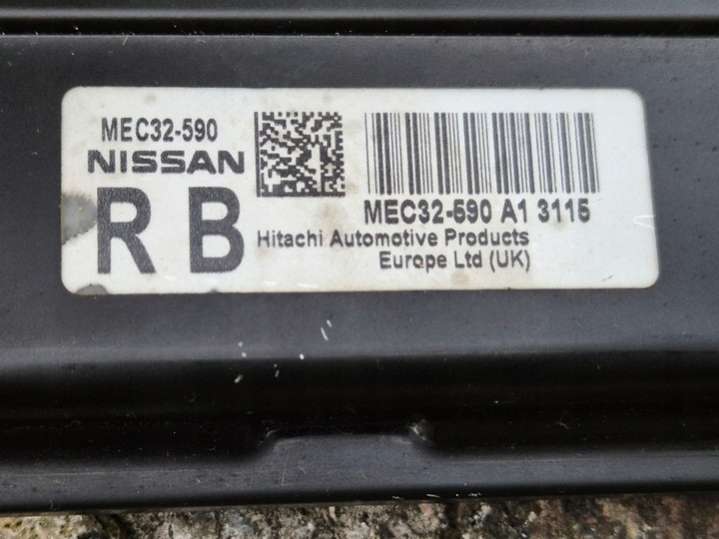 MEC32-590
NISSAN
R B
MEC32-590 A1 3115
Hitachi Automotive Products
Europe Ltd (UK)